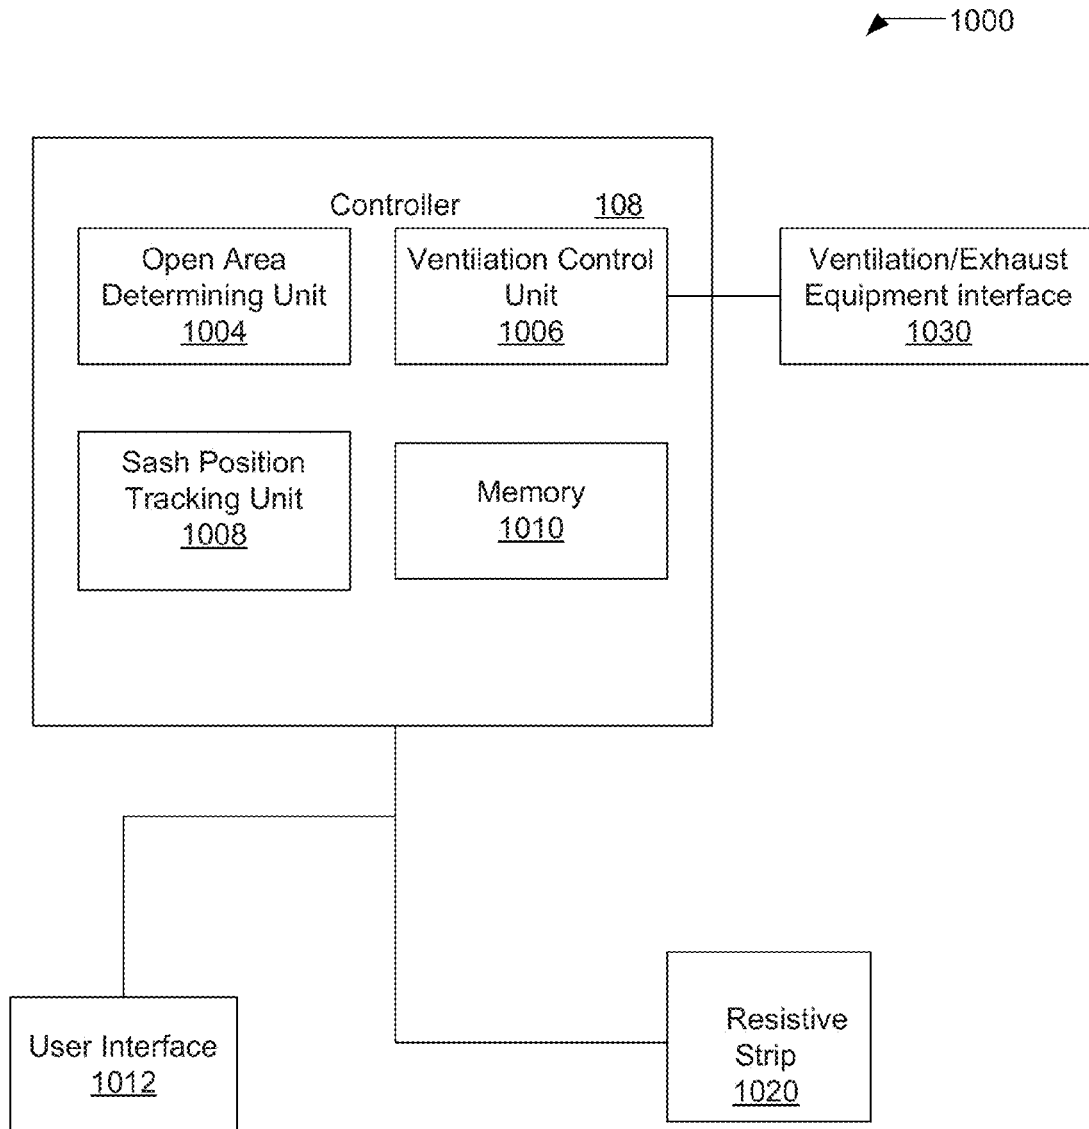 1000
Controller 108
Open Area
Determining Unit
1004
Ventilation Control
Unit
1006
Ventilation/Exhaust
Equipment interface
1030
Sash Position
Tracking Unit
1008
Memory
1010
User Interface
1012
Resistive
Strip
1020